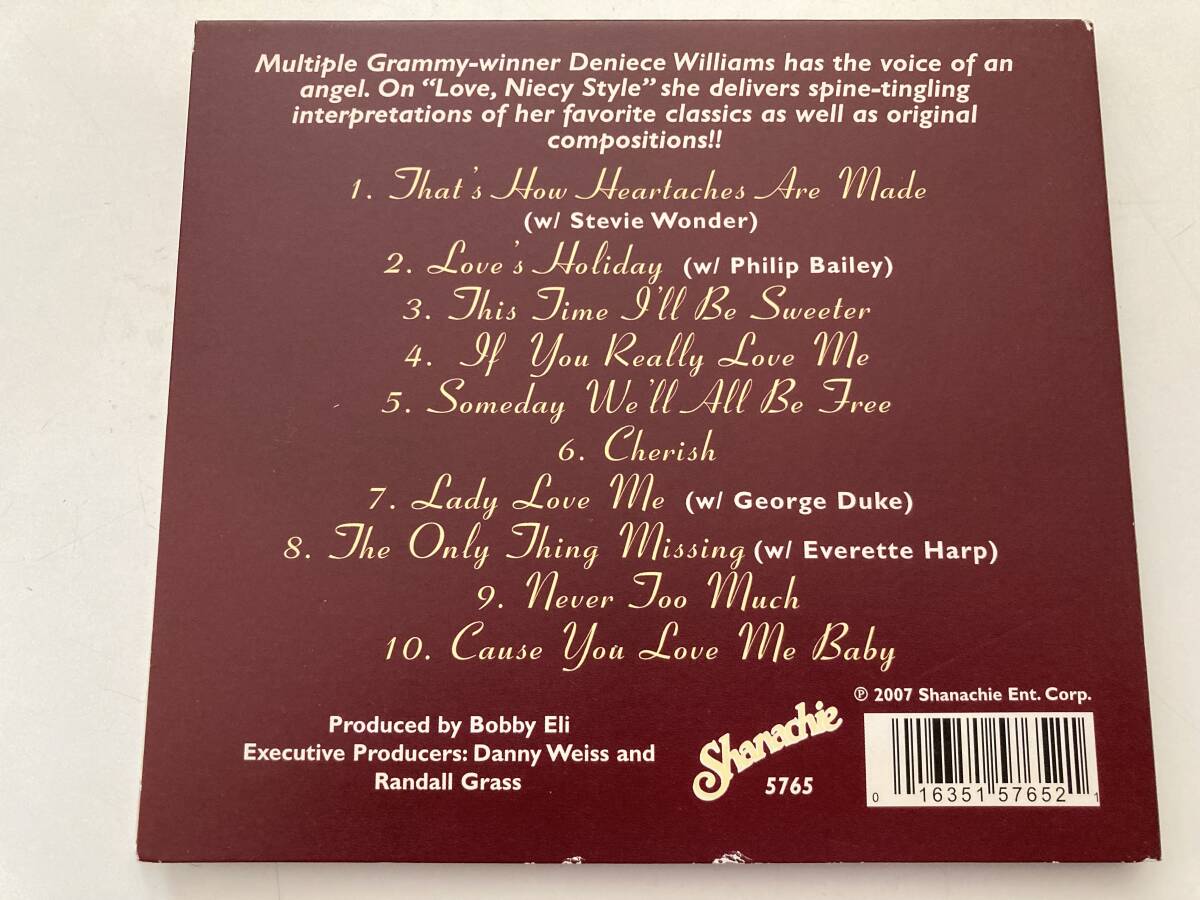 Multiple Grammy-winner Deniece Williams has the voice of an
angel. On “Love, Niecy Style” she delivers spine-tingling
interpretations of her favorite classics as well as original
compositions!!
1. That's How Heartaches Are Made
(w/ Stevie Wonder)
2. Love's Holiday (w/ Philip Bailey)
3. This Time I'll Be Sweeter
4. If You Really Love Me
5. Someday We'll All Be Free
6. Cherish
7. Lady Love Me (w/ George Duke)
8. The Only Thing Missing (w/ Everette Harp)
9. Never Too Much
10. Cause You Love Me Baby
Produced by Bobby Eli
Executive Producers: Danny Weiss and
Randall Grass
Shanachie
5765
℗ 2007 Shanachie Ent. Corp.
0 16351 57652 1